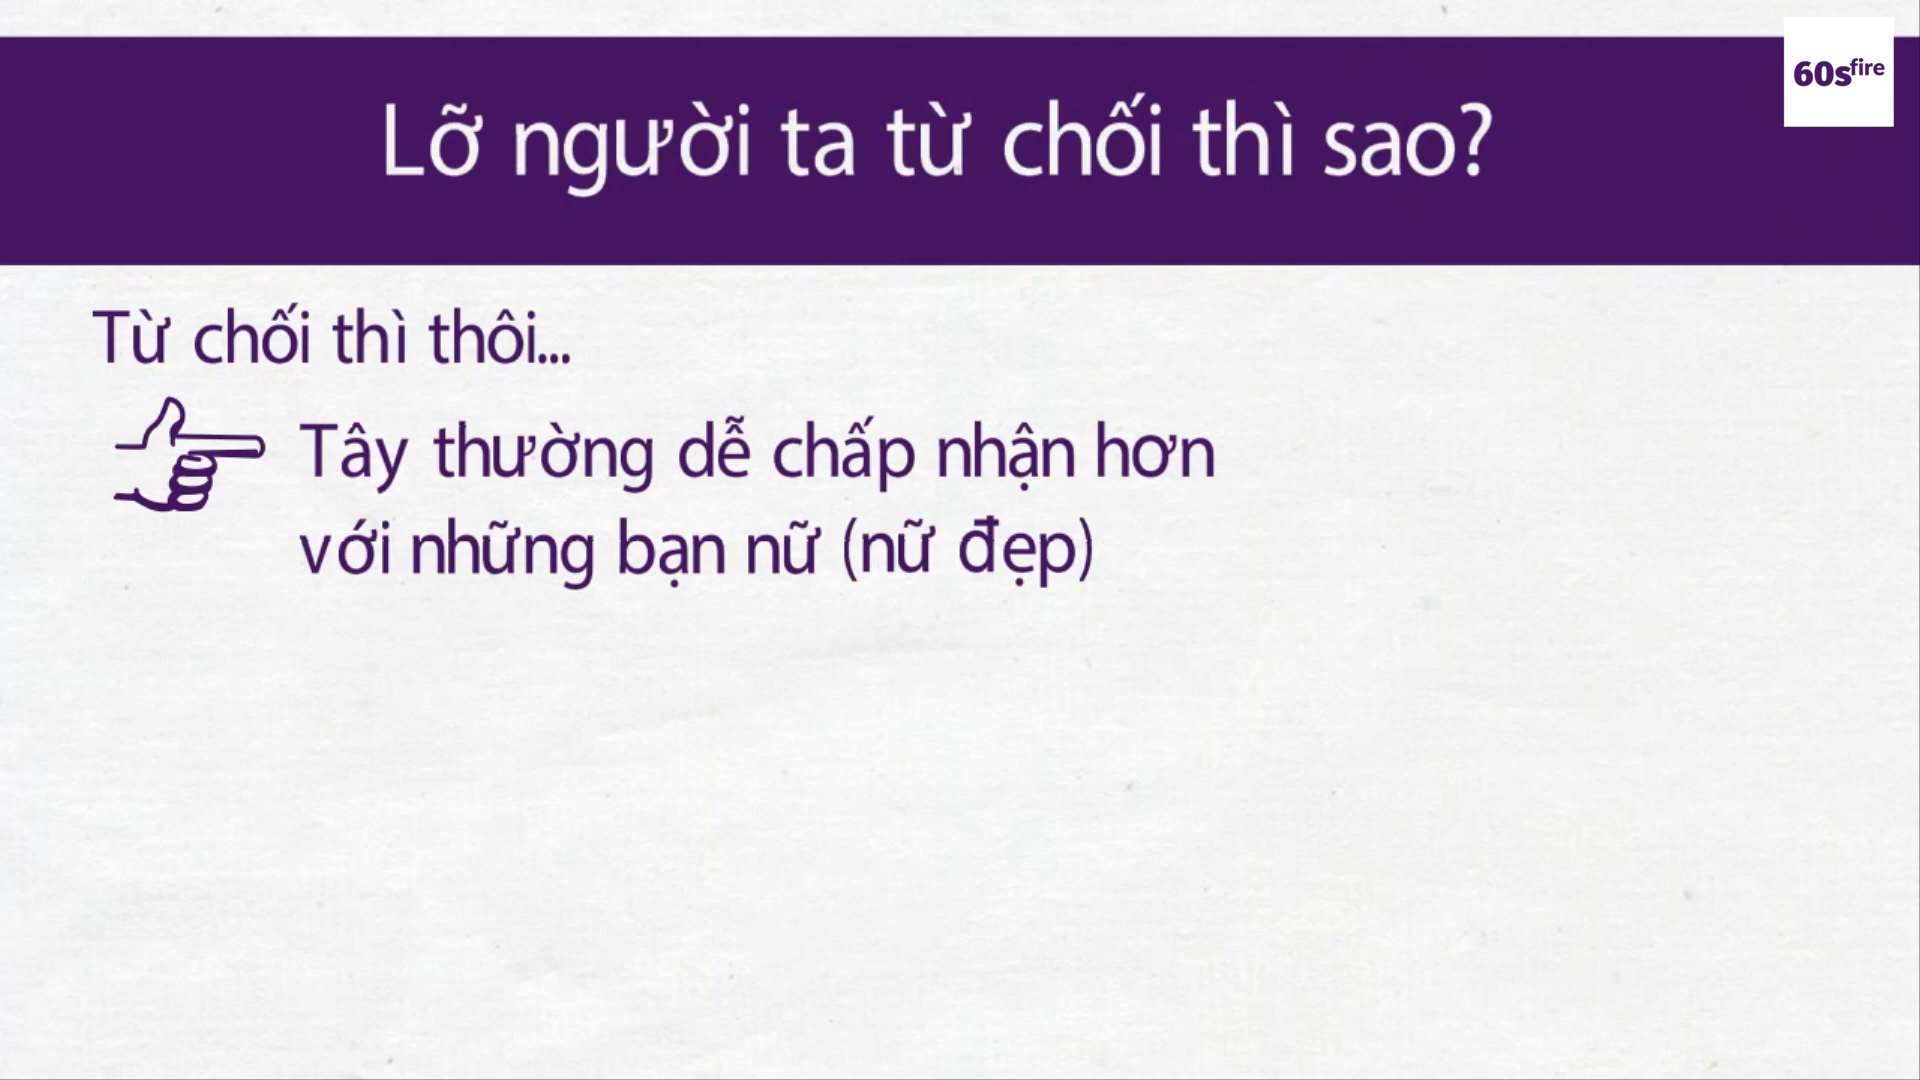 60sfire
Lỡ người ta từ chối thì sao?
Từ chối thì thôi...
Tây thường dễ chấp nhận hơn
với những bạn nữ (nữ đẹp)